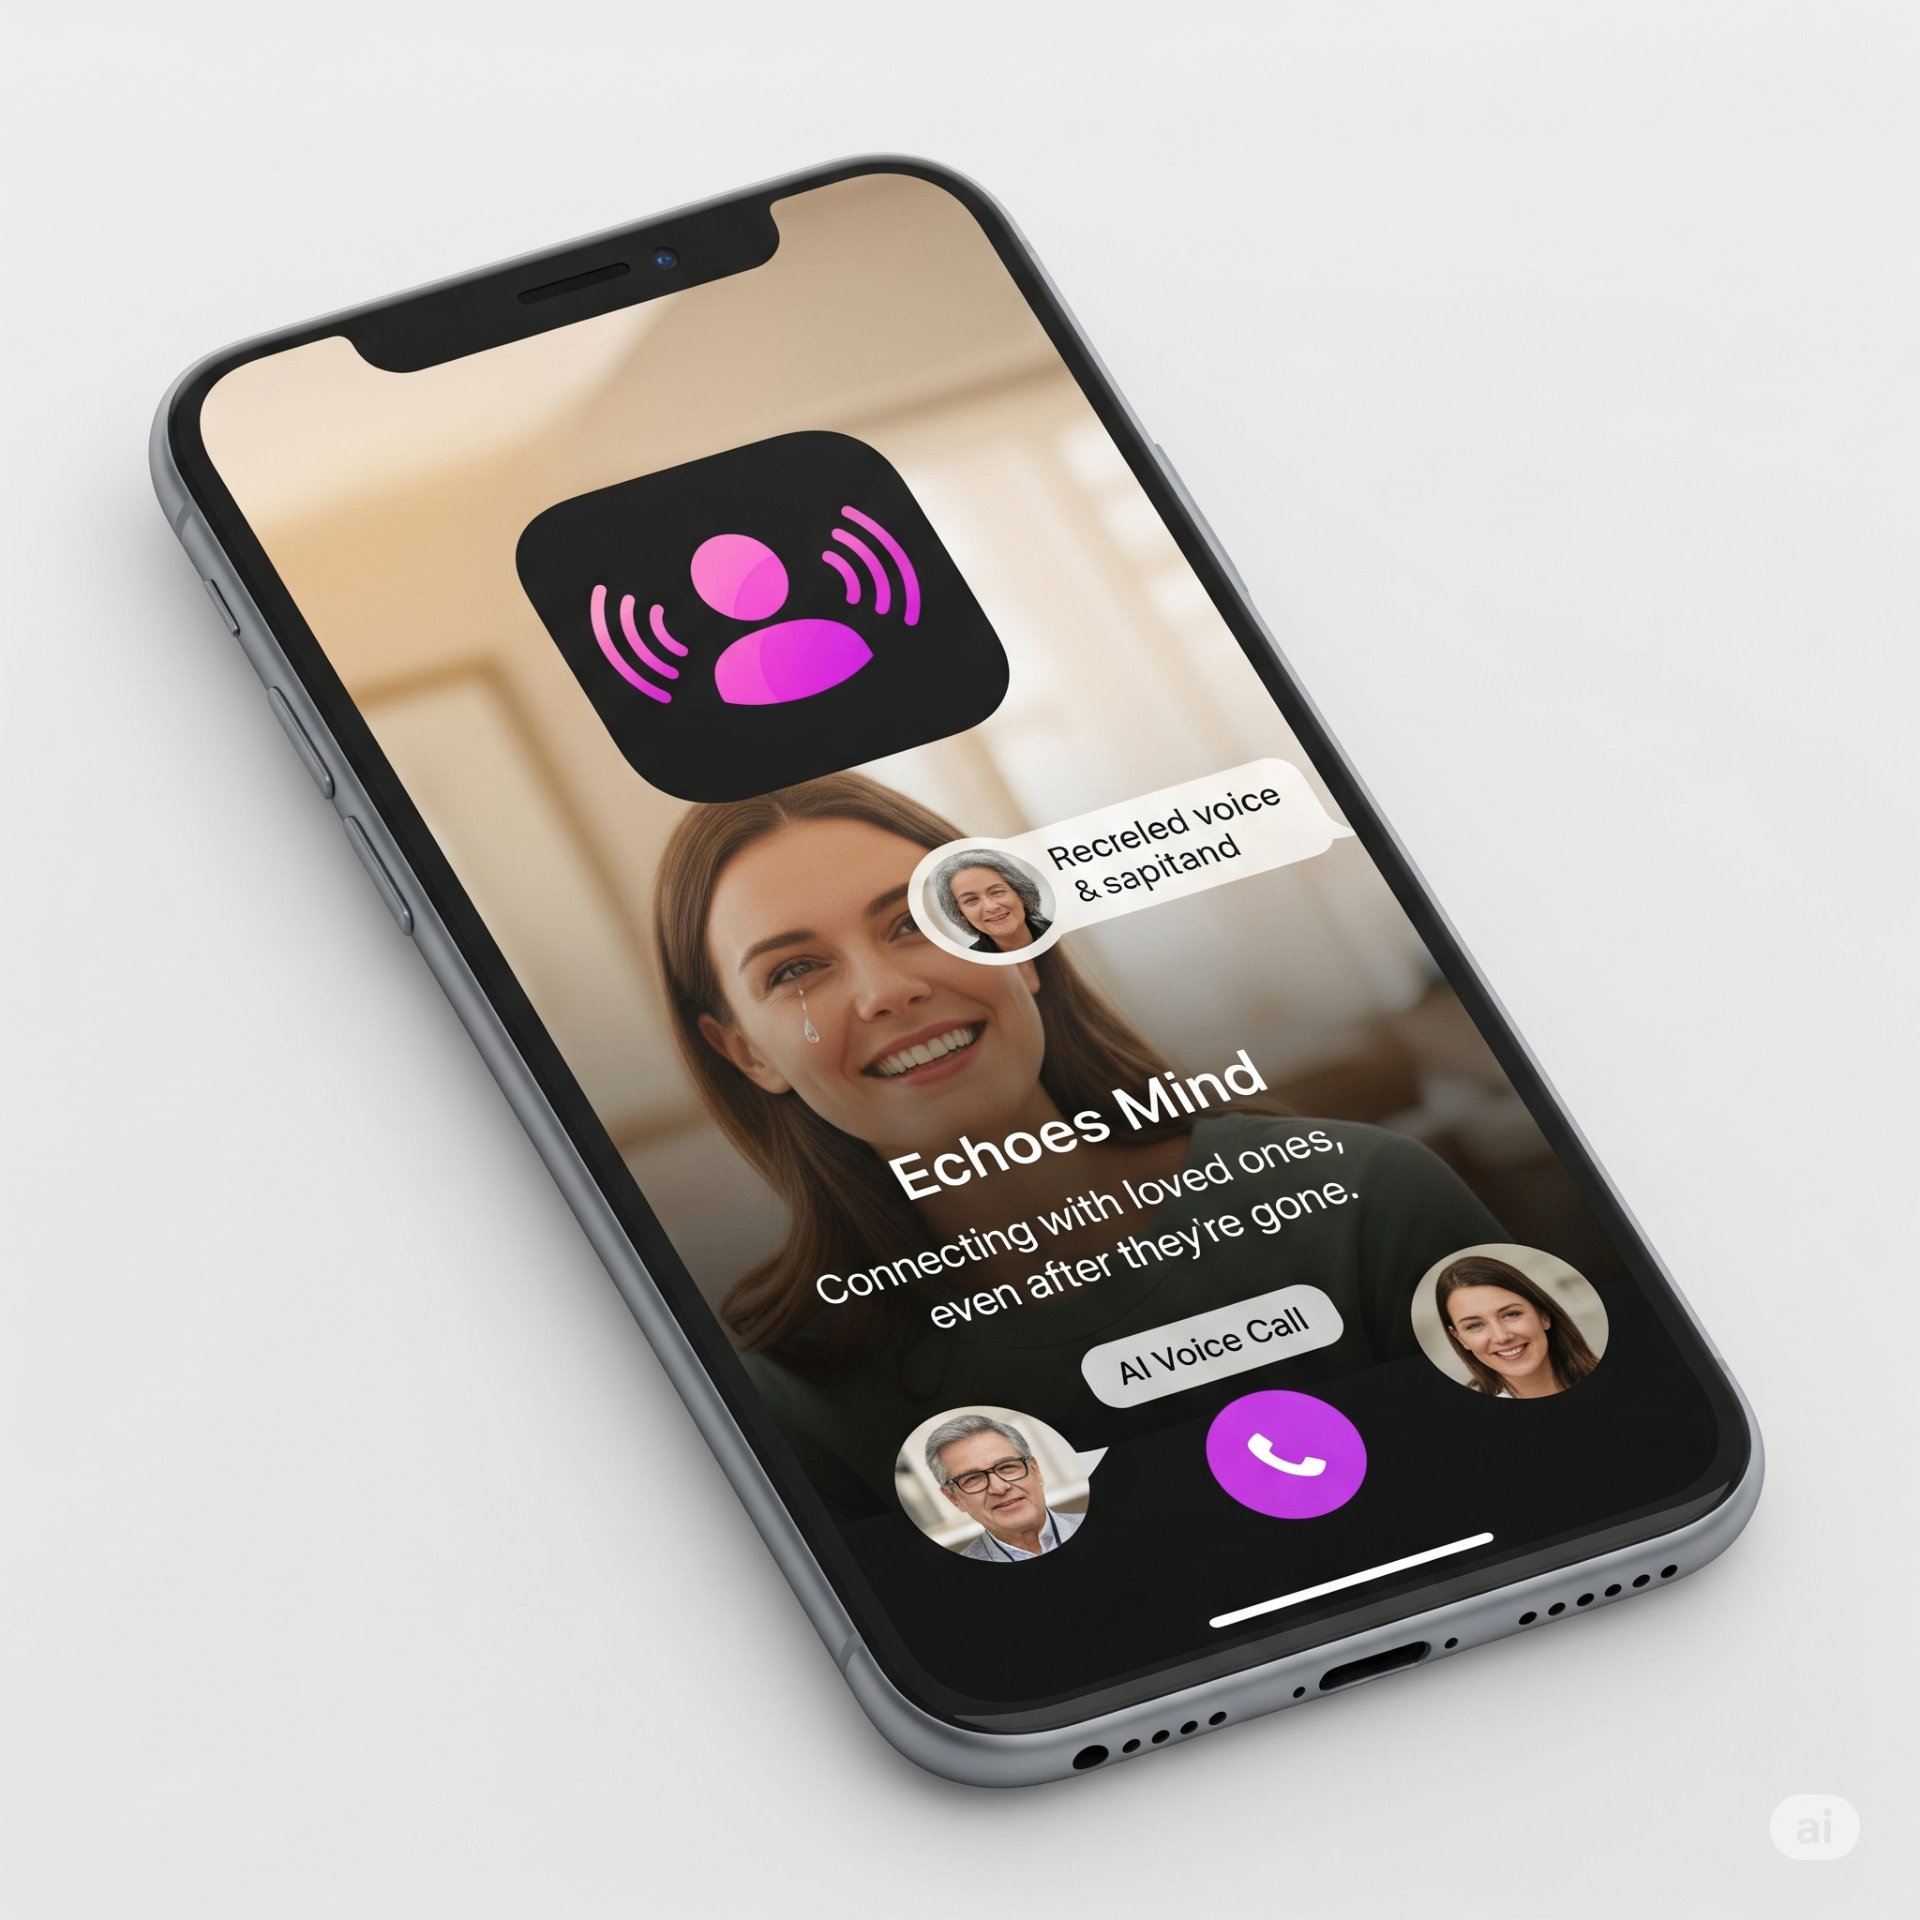 Recreled voice
& sapitand
Echoes Mind
Connecting with loved ones,
even after they're gone.
AI Voice Call
ai